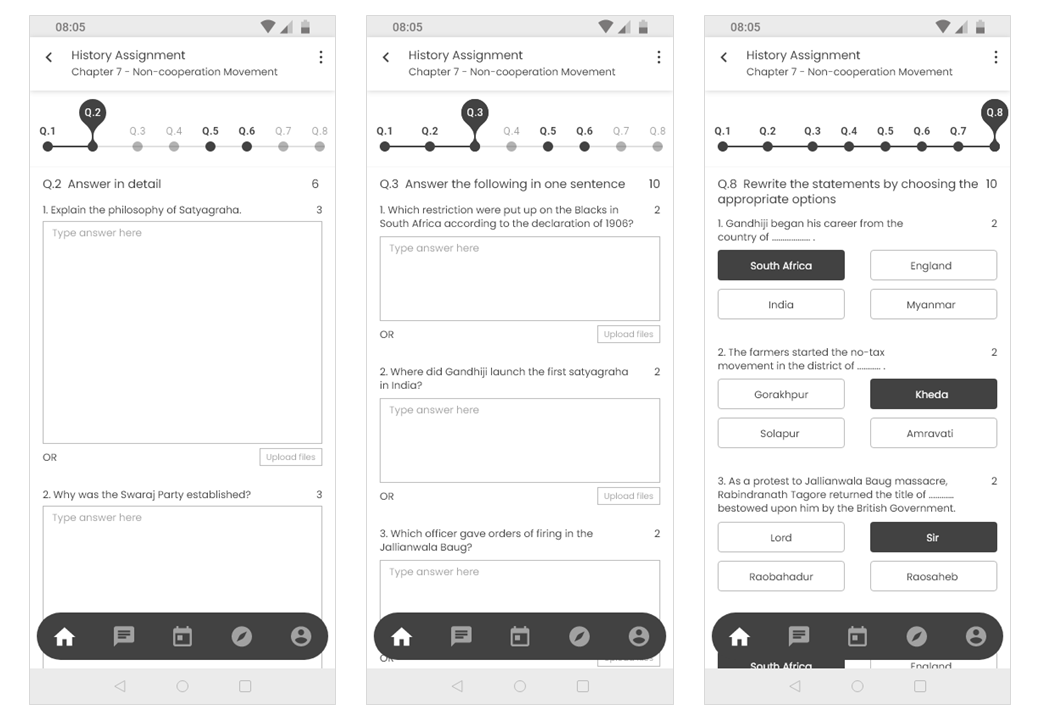 08:05
History Assignment
Chapter 7 - Non-cooperation Movement
Q.2
Q.1 Q.3 Q.4 Q.5 Q.6 Q.7 Q.8
Q.2 Answer in detail 6
1. Explain the philosophy of Satyagraha. 3
Type answer here
OR Upload files
2. Why was the Swaraj Party established? 3
Type answer here
08:05
History Assignment
Chapter 7 - Non-cooperation Movement
Q.3
Q.1 Q.2 Q.4 Q.5 Q.6 Q.7 Q.8
Q.3 Answer the following in one sentence 10
1. Which restriction were put up on the Blacks in 2
South Africa according to the declaration of 1906?
Type answer here
OR Upload files
2. Where did Gandhiji launch the first satyagraha 2
in India?
Type answer here
OR Upload files
3. Which officer gave orders of firing in the 2
Jallianwala Baug?
Type answer here
OR Upload files
08:05
History Assignment
Chapter 7 - Non-cooperation Movement
Q.8
Q.1 Q.2 Q.3 Q.4 Q.5 Q.6 Q.7
Q.8 Rewrite the statements by choosing the 10
appropriate options
1. Gandhiji began his career from the 2
country of .................. .
South Africa England
India Myanmar
2. The farmers started the no-tax 2
movement in the district of ........... .
Gorakhpur Kheda
Solapur Amravati
3. As a protest to Jallianwala Baug massacre, 2
Rabindranath Tagore returned the title of ...........
bestowed upon him by the British Government.
Lord Sir
Raobahadur Raosaheb
South Africa England